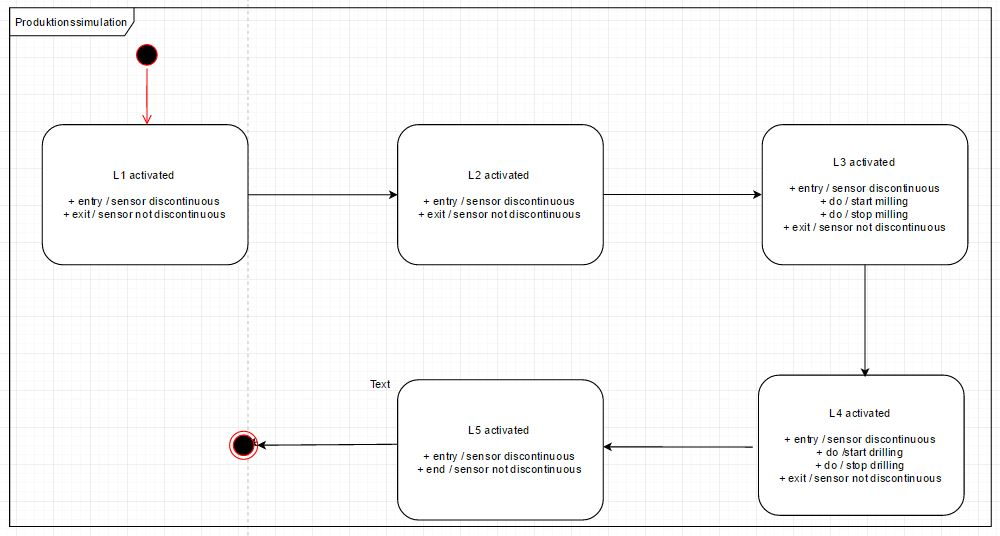 Produktionssimulation
L1 activated
+ entry / sensor discontinuous
+ exit / sensor not discontinuous
L2 activated
+ entry / sensor discontinuous
+ exit / sensor not discontinuous
L3 activated
+ entry / sensor discontinuous
+ do / start milling
+ do / stop milling
+ exit / sensor not discontinuous
L4 activated
+ entry / sensor discontinuous
+ do /start drilling
+ do / stop drilling
+ exit / sensor not discontinuous
Text
L5 activated
+ entry / sensor discontinuous
+ end / sensor not discontinuous